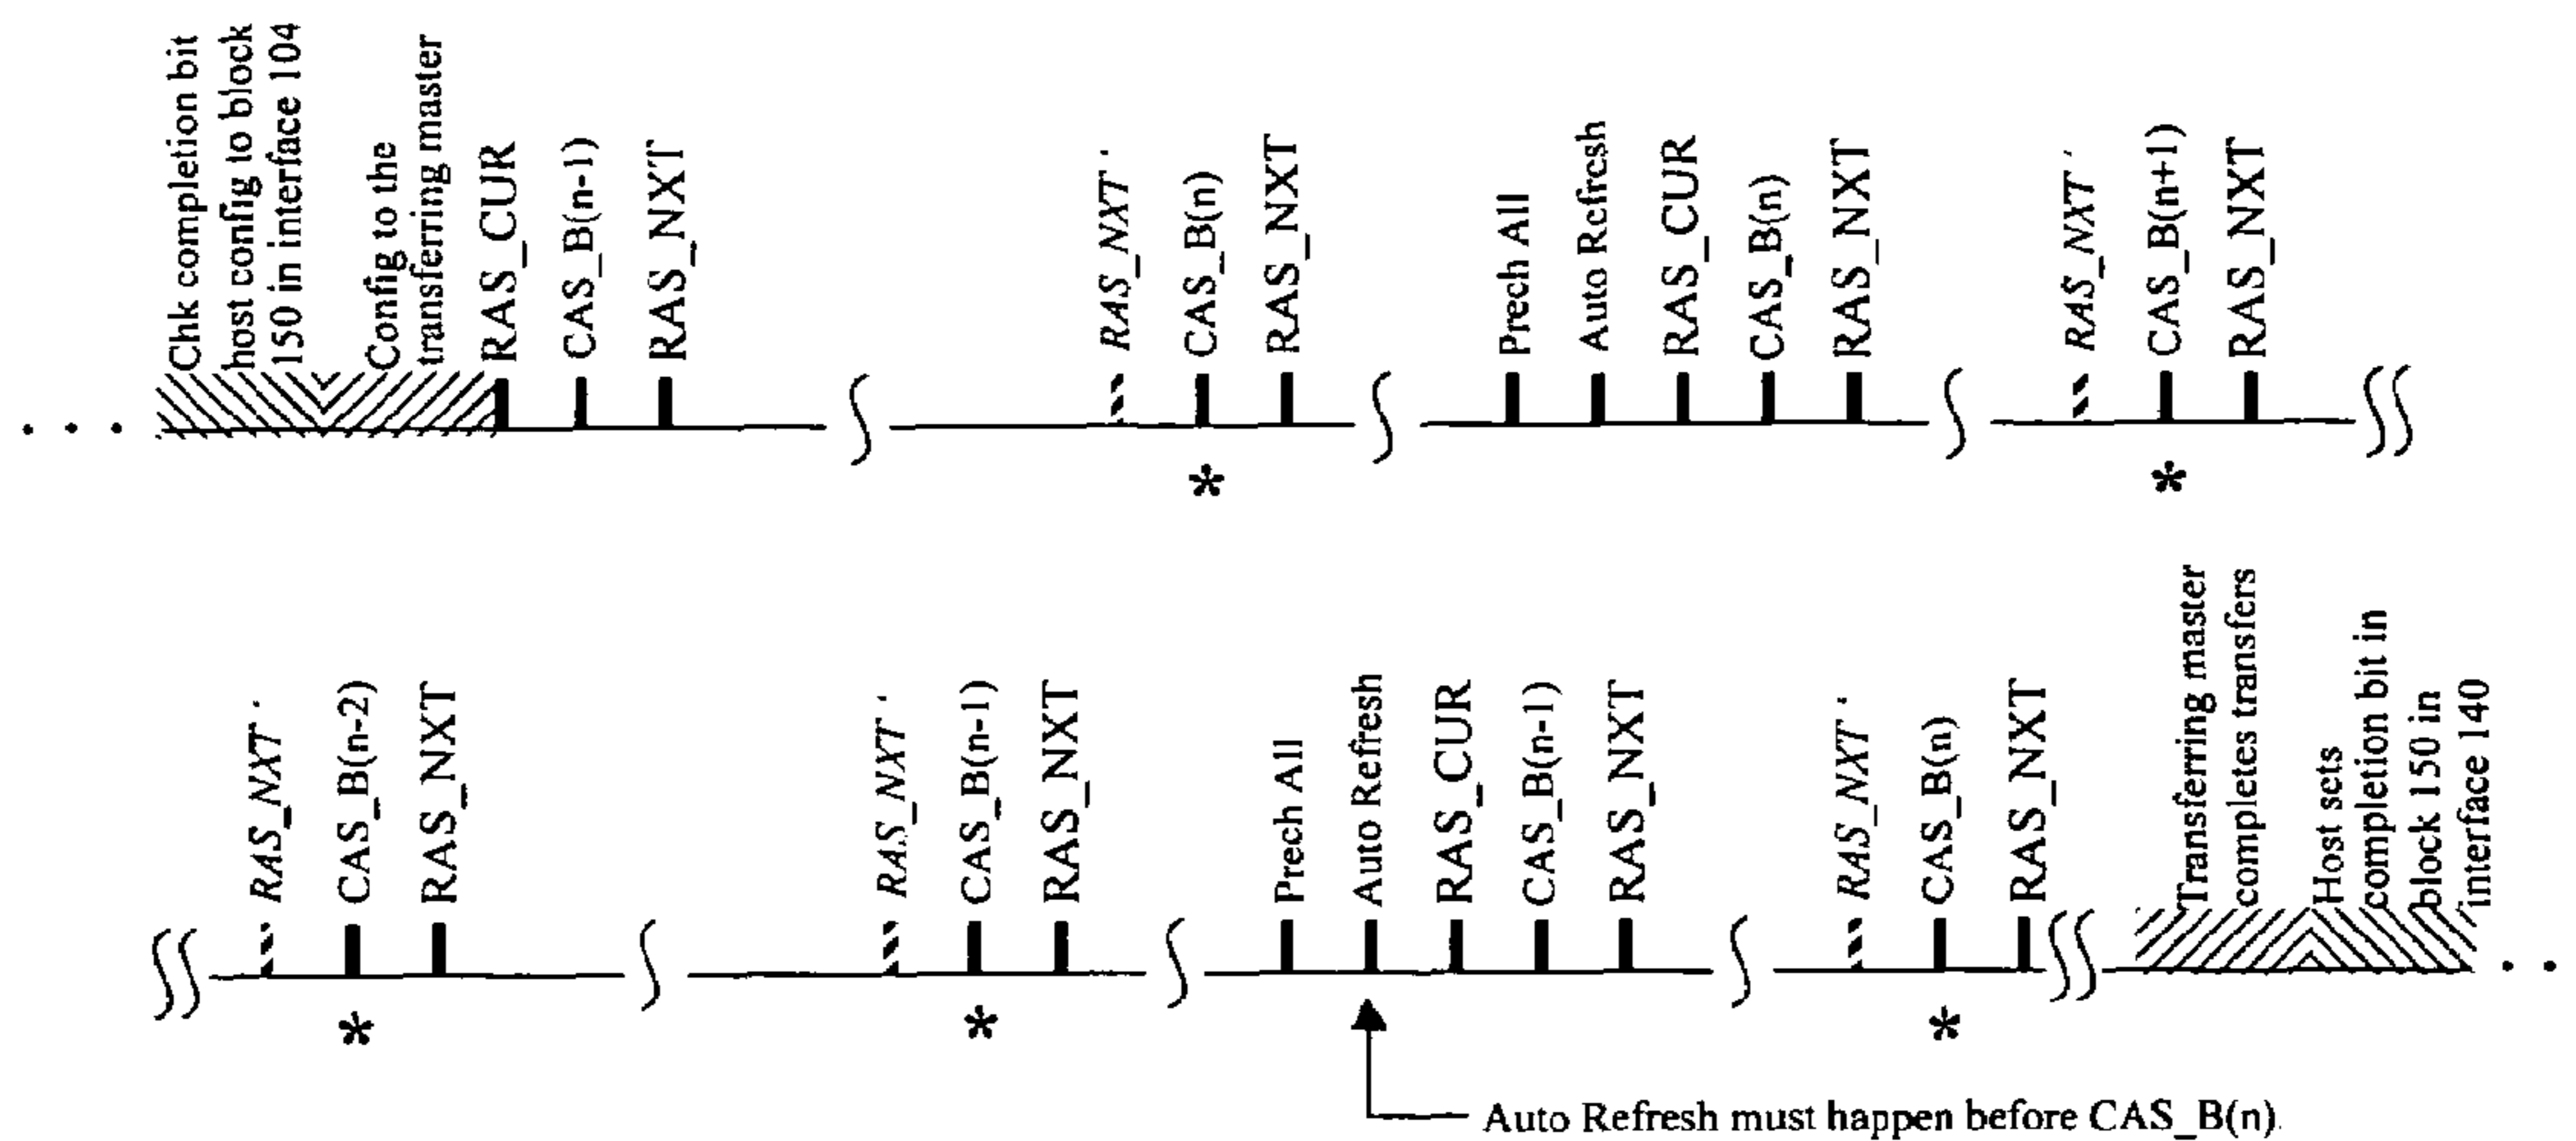 Chk completion bit
host config to block
150 in interface 104
Config to the
transferring master
RAS_CUR
CAS_B(n-1)
RAS_NXT
RAS_NXT'
CAS_B(n)
RAS_NXT
Prech All
Auto Refresh
RAS_CUR
CAS_B(n)
RAS_NXT
RAS_NXT'
CAS_B(n+1)
RAS_NXT
*
*
RAS_NXT'
CAS_B(n-2)
RAS_NXT
RAS_NXT'
CAS_B(n-1)
RAS_NXT
Prech All
Auto Refresh
RAS_CUR
CAS_B(n-1)
RAS_NXT
RAS_NXT'
CAS_B(n)
RAS_NXT
Transferring master
completes transfers
Host sets
completion bit in
block 150 in
interface 140
*
*
*
Auto Refresh must happen before CAS_B(n)